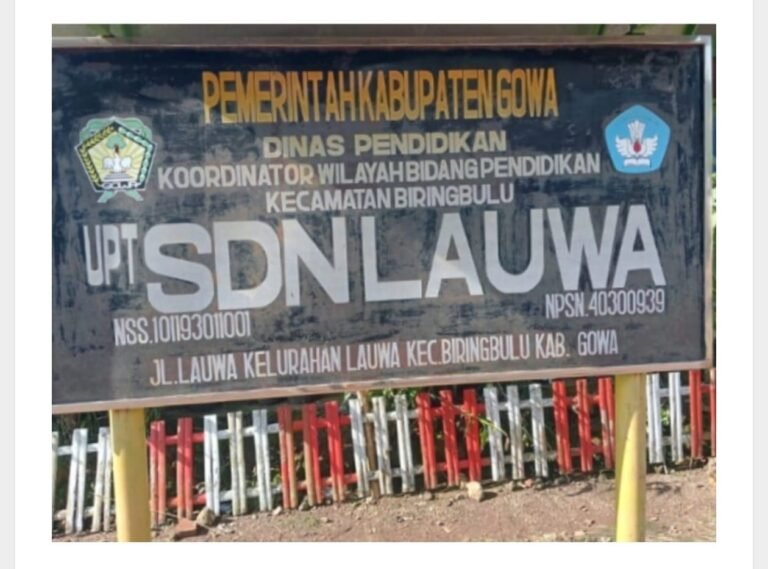 PEMERINTAH KABUPATEN GOWA
DINAS PENDIDIKAN
KOORDINATOR WILAYAH BIDANG PENDIDIKAN
KECAMATAN BIRINGBULU
UPT SDN LAUWA
NSS.101193011001
NPSN.40300939
JL.LAUWA KELURAHAN LAUWA KEC.BIRINGBULU KAB. GOWA